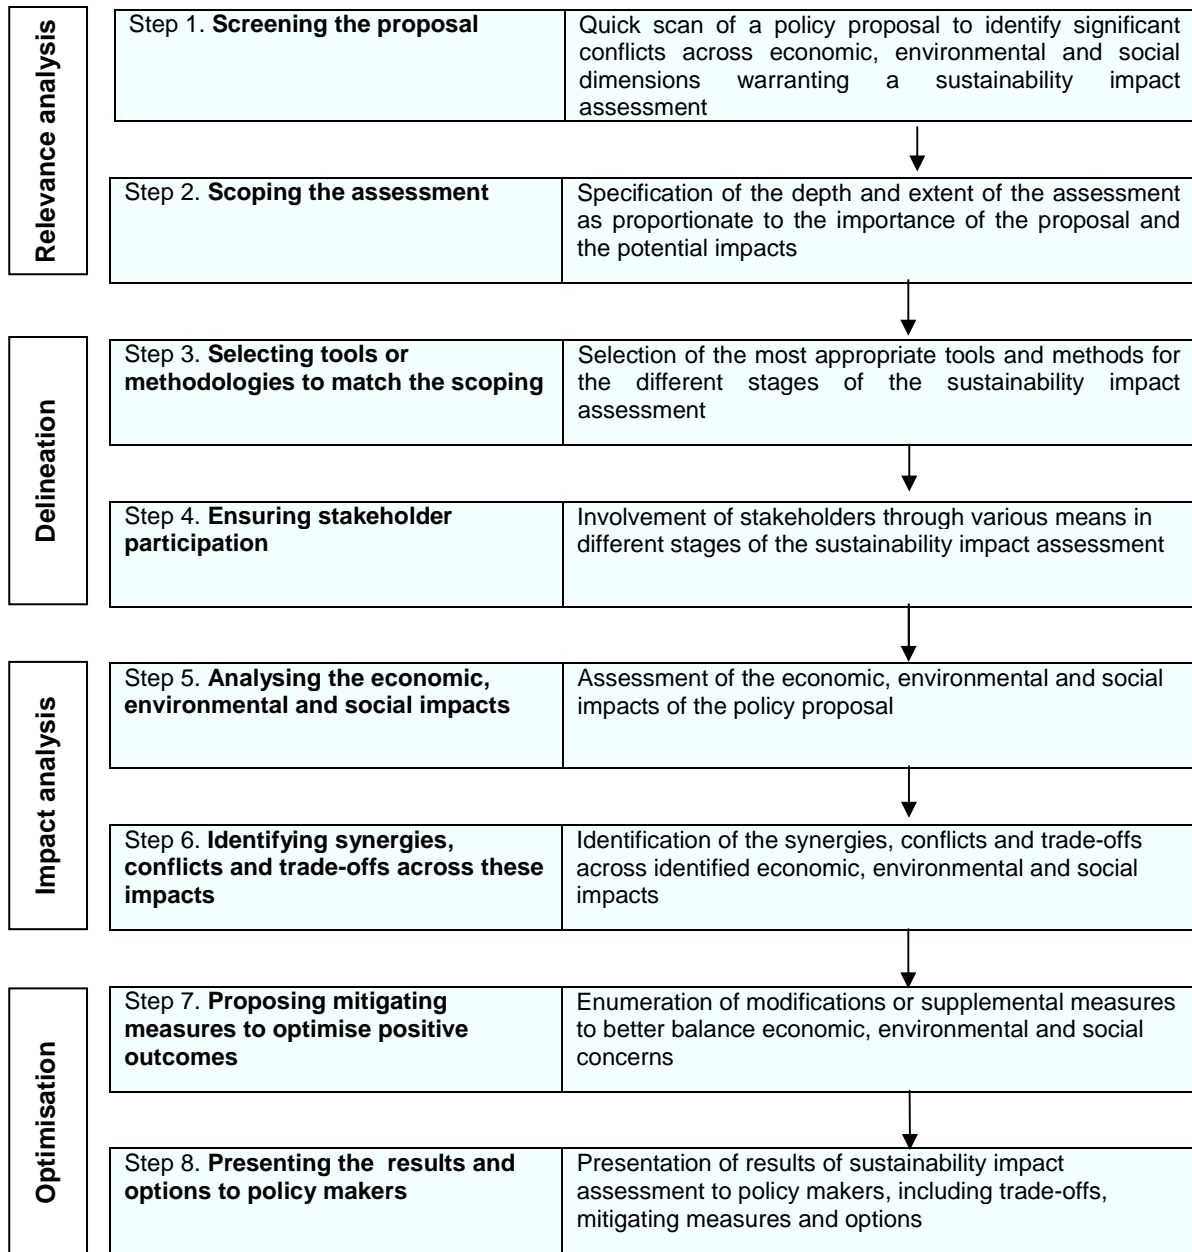 Relevance analysis
Step 1. Screening the proposal
Quick scan of a policy proposal to identify significant
conflicts across economic, environmental and social
dimensions warranting a sustainability impact
assessment
Step 2. Scoping the assessment
Specification of the depth and extent of the assessment
as proportionate to the importance of the proposal and
the potential impacts
Delineation
Step 3. Selecting tools or
methodologies to match the scoping
Selection of the most appropriate tools and methods for
the different stages of the sustainability impact
assessment
Step 4. Ensuring stakeholder
participation
Involvement of stakeholders through various means in
different stages of the sustainability impact assessment
Impact analysis
Step 5. Analysing the economic,
environmental and social impacts
Assessment of the economic, environmental and social
impacts of the policy proposal
Step 6. Identifying synergies,
conflicts and trade-offs across these
impacts
Identification of the synergies, conflicts and trade-offs
across identified economic, environmental and social
impacts
Optimisation
Step 7. Proposing mitigating
measures to optimise positive
outcomes
Enumeration of modifications or supplemental measures
to better balance economic, environmental and social
concerns
Step 8. Presenting the results and
options to policy makers
Presentation of results of sustainability impact
assessment to policy makers, including trade-offs,
mitigating measures and options